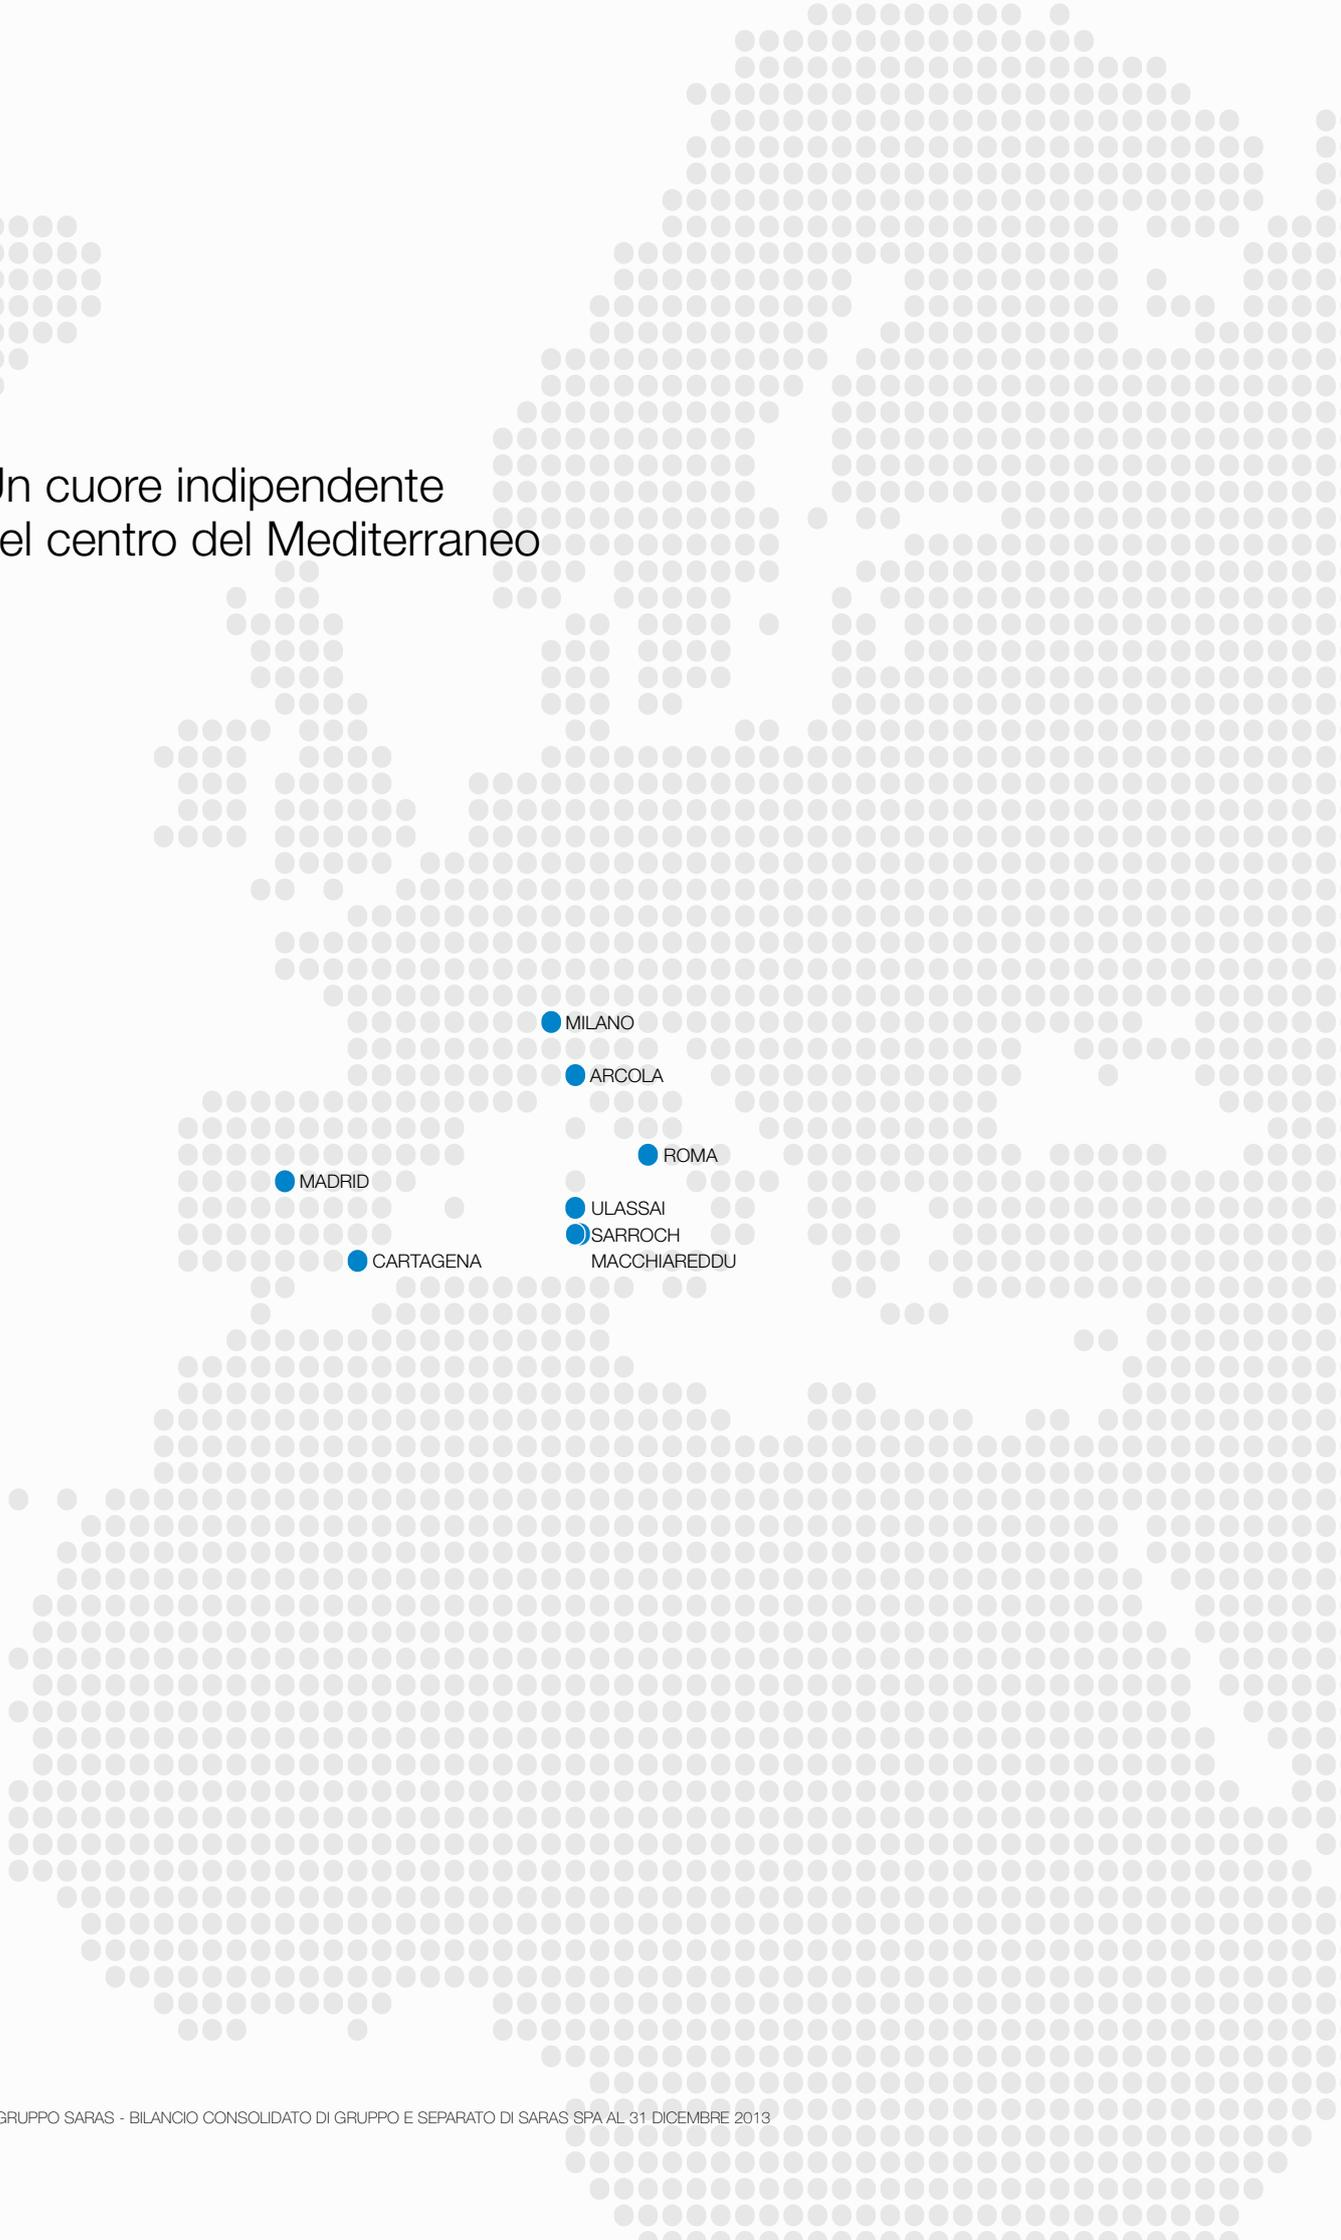 Un cuore indipendente
el centro del Mediterraneo
MILANO
ARCOLA
ROMA
MADRID
ULASSAI
SARROCH
CARTAGENA
MACCHIAREDDU
GRUPPO SARAS - BILANCIO CONSOLIDATO DI GRUPPO E SEPARATO DI SARAS SPA AL 31 DICEMBRE 2013